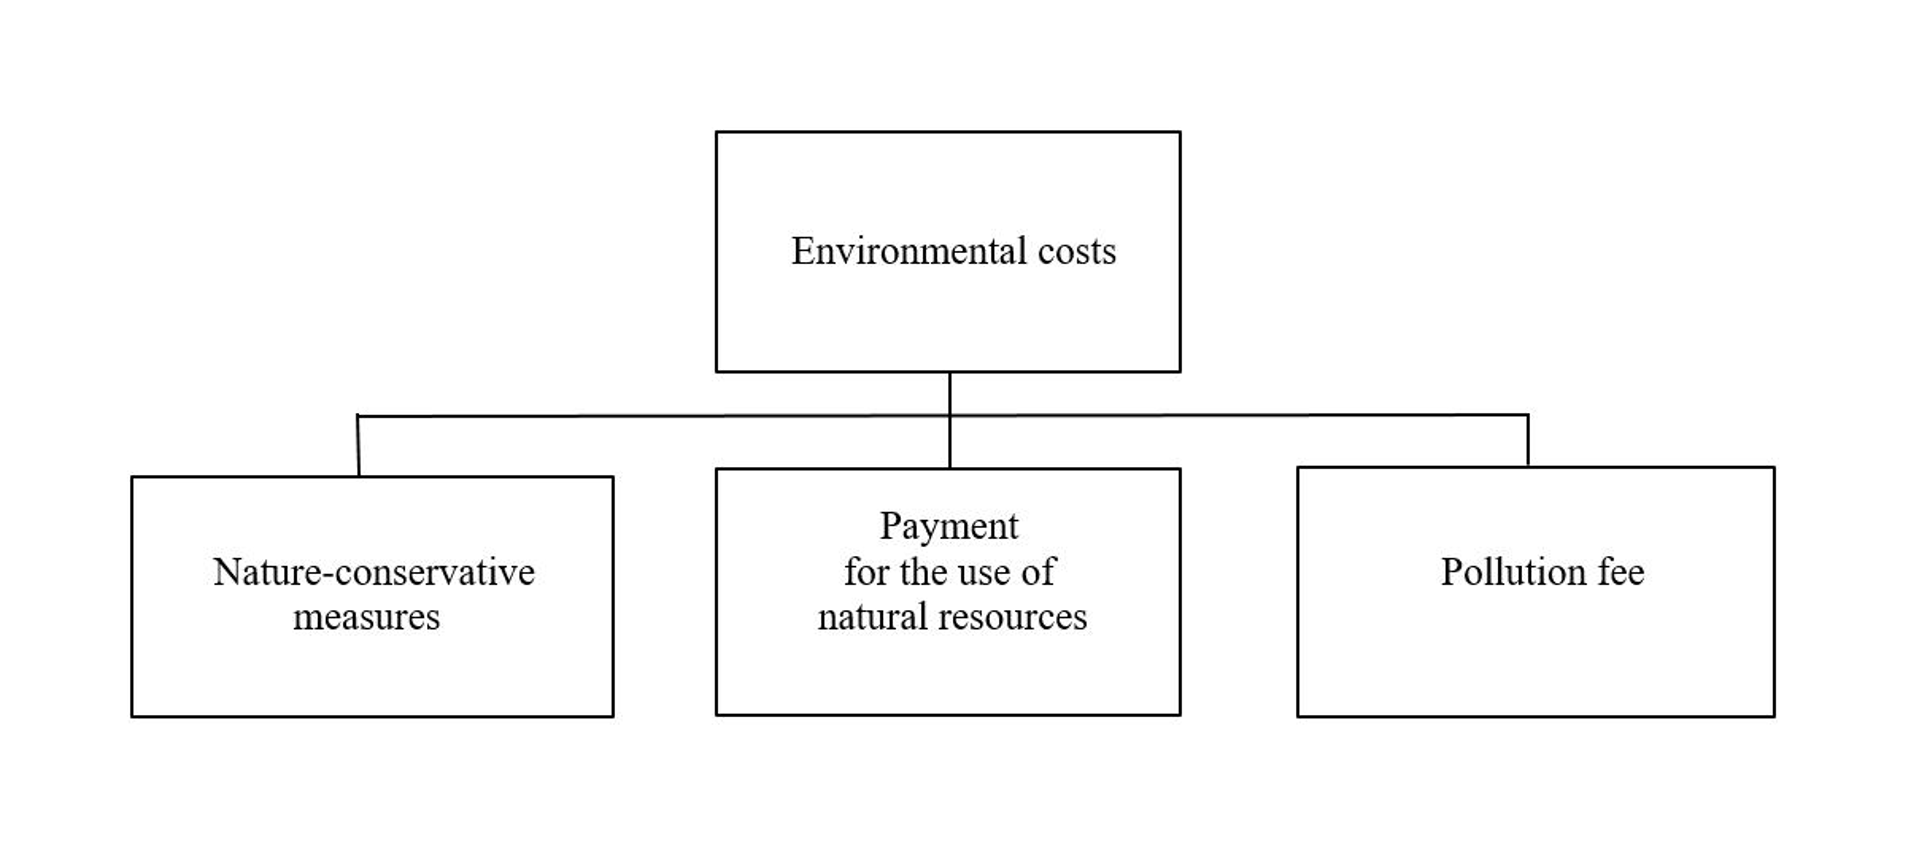 Environmental costs
Nature-conservative
measures
Payment
for the use of
natural resources
Pollution fee